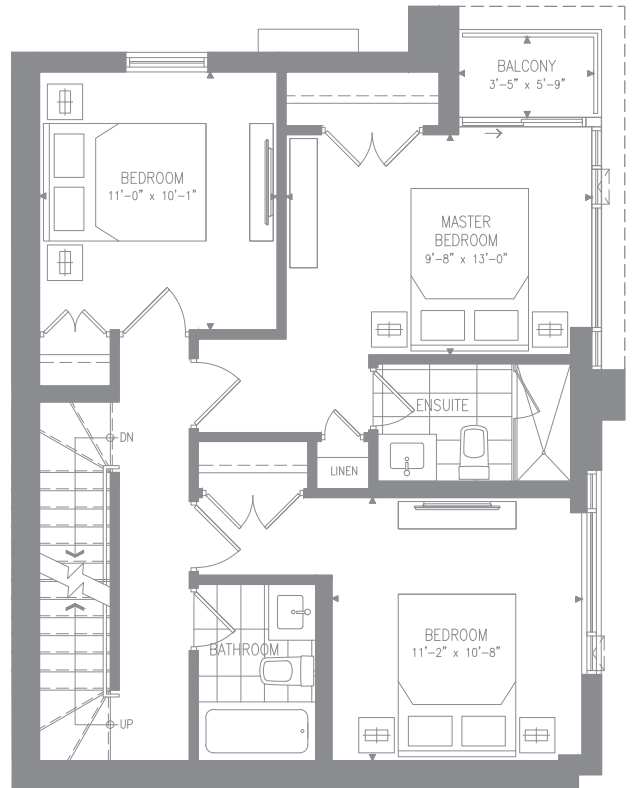 BALCONY
3'-5" x 5'-9"
BEDROOM
11'-0" x 10'-1"
MASTER
BEDROOM
9'-8" x 13'-0"
ENSUITE
DN
LINEN
BEDROOM
11'-2" x 10'-8"
BATHROOM
UP